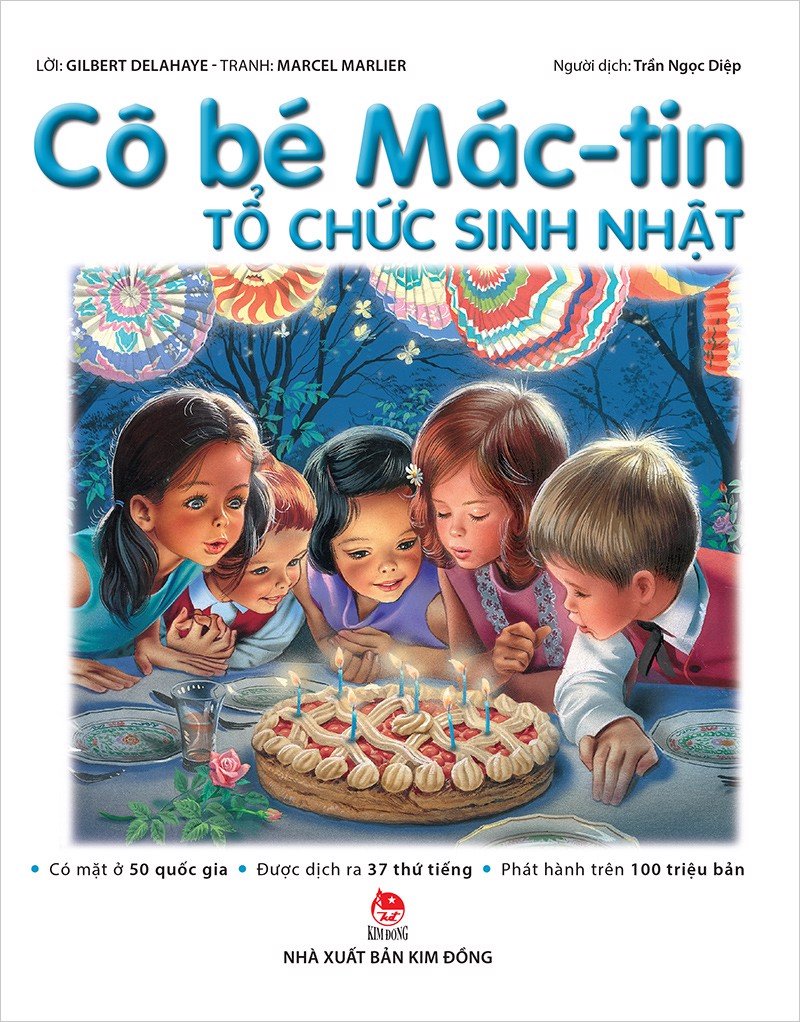 LỜI: GILBERT DELAHAYE - TRANH: MARCEL MARLIER
Người dịch: Trần Ngọc Diệp
Cô bé Mác-tin
TỔ CHỨC SINH NHẬT
• Có mặt ở 50 quốc gia • Được dịch ra 37 thứ tiếng • Phát hành trên 100 triệu bản
kđ
KIM ĐỒNG
NHÀ XUẤT BẢN KIM ĐỒNG